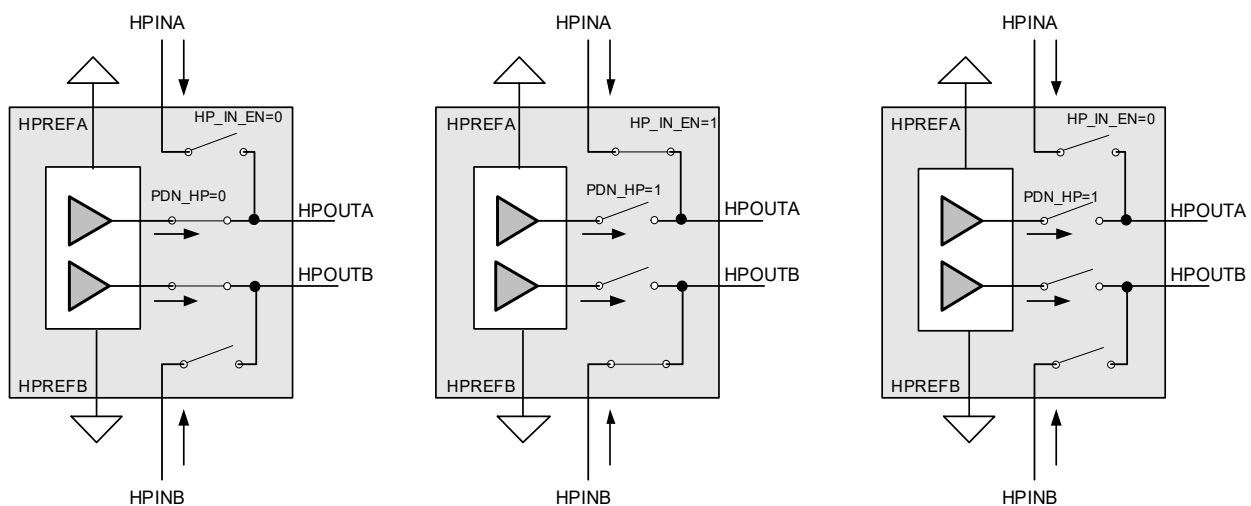 HPINA
HPREFA
HP_IN_EN=0
PDN_HP=0
HPOUTA
HPOUTB
HPREFB
HPINB
HPINA
HPREFA
HP_IN_EN=1
PDN_HP=1
HPOUTA
HPOUTB
HPREFB
HPINB
HPINA
HPREFA
HP_IN_EN=0
PDN_HP=1
HPOUTA
HPOUTB
HPREFB
HPINB